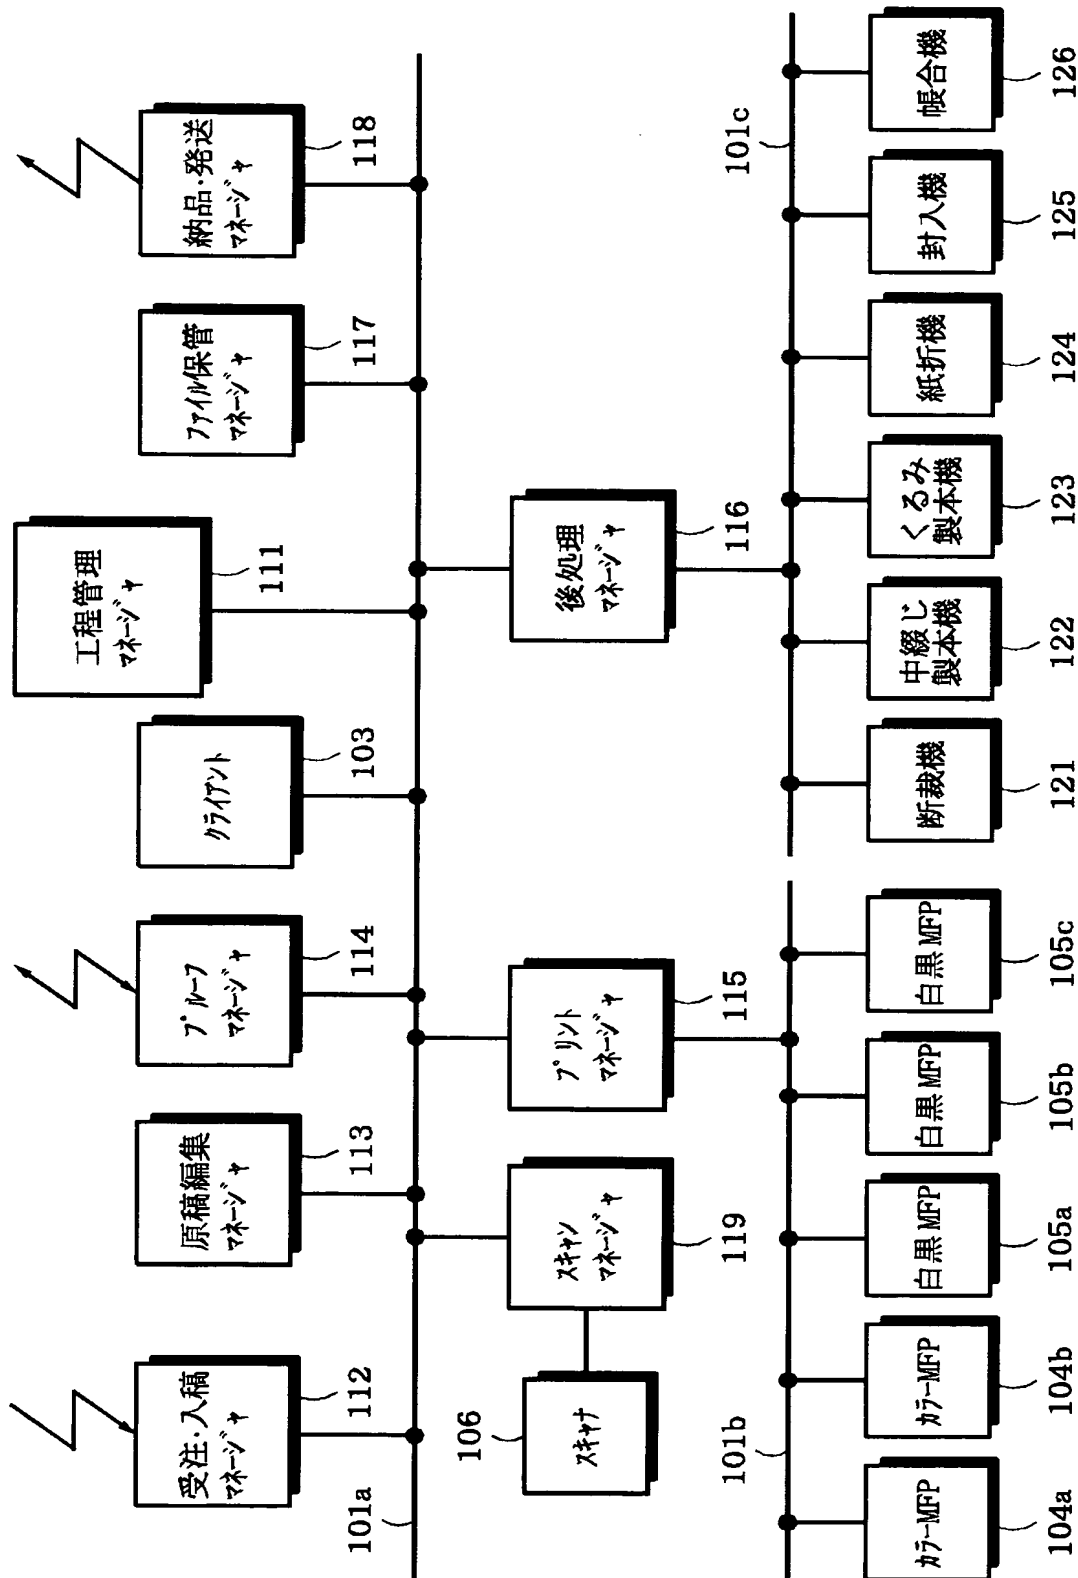 工程管理
マネージャ
111
受注・入稿
マネージャ
112
原稿編集
マネージャ
113
プルーフ
マネージャ
114
クライアント
103
ファイル保管
マネージャ
117
納品・発送
マネージャ
118
101a
スキャナ
106
スキャン
マネージャ
119
プリント
マネージャ
115
後処理
マネージャ
116
101b
101c
カラーMFP
104a
カラーMFP
104b
白黒MFP
105a
白黒MFP
105b
白黒MFP
105c
断裁機
121
中綴じ
製本機
122
くるみ
製本機
123
紙折機
124
封入機
125
帳合機
126